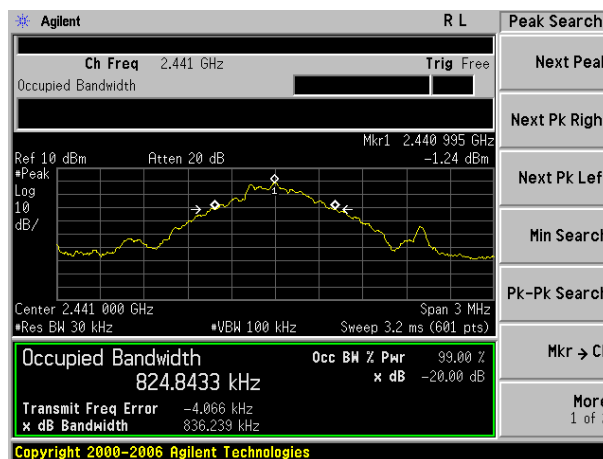 Agilent R L Peak Search
Ch Freq 2.441 GHz Trig Free
Occupied Bandwidth
Mkr1 2.440 995 GHz
Ref 10 dBm Atten 20 dB -1.24 dBm
#Peak
Log
10
dB/
1
Center 2.441 000 GHz Span 3 MHz
#Res BW 30 kHz #VBW 100 kHz Sweep 3.2 ms (601 pts)
Occupied Bandwidth Occ BW % Pwr 99.00 %
824.8433 kHz x dB -20.00 dB
Transmit Freq Error -4.066 kHz
x dB Bandwidth 836.239 kHz
Copyright 2000-2006 Agilent Technologies
Next Peak
Next Pk Righ
Next Pk Lef
Min Search
Pk-Pk Search
Mkr → C
More
1 of